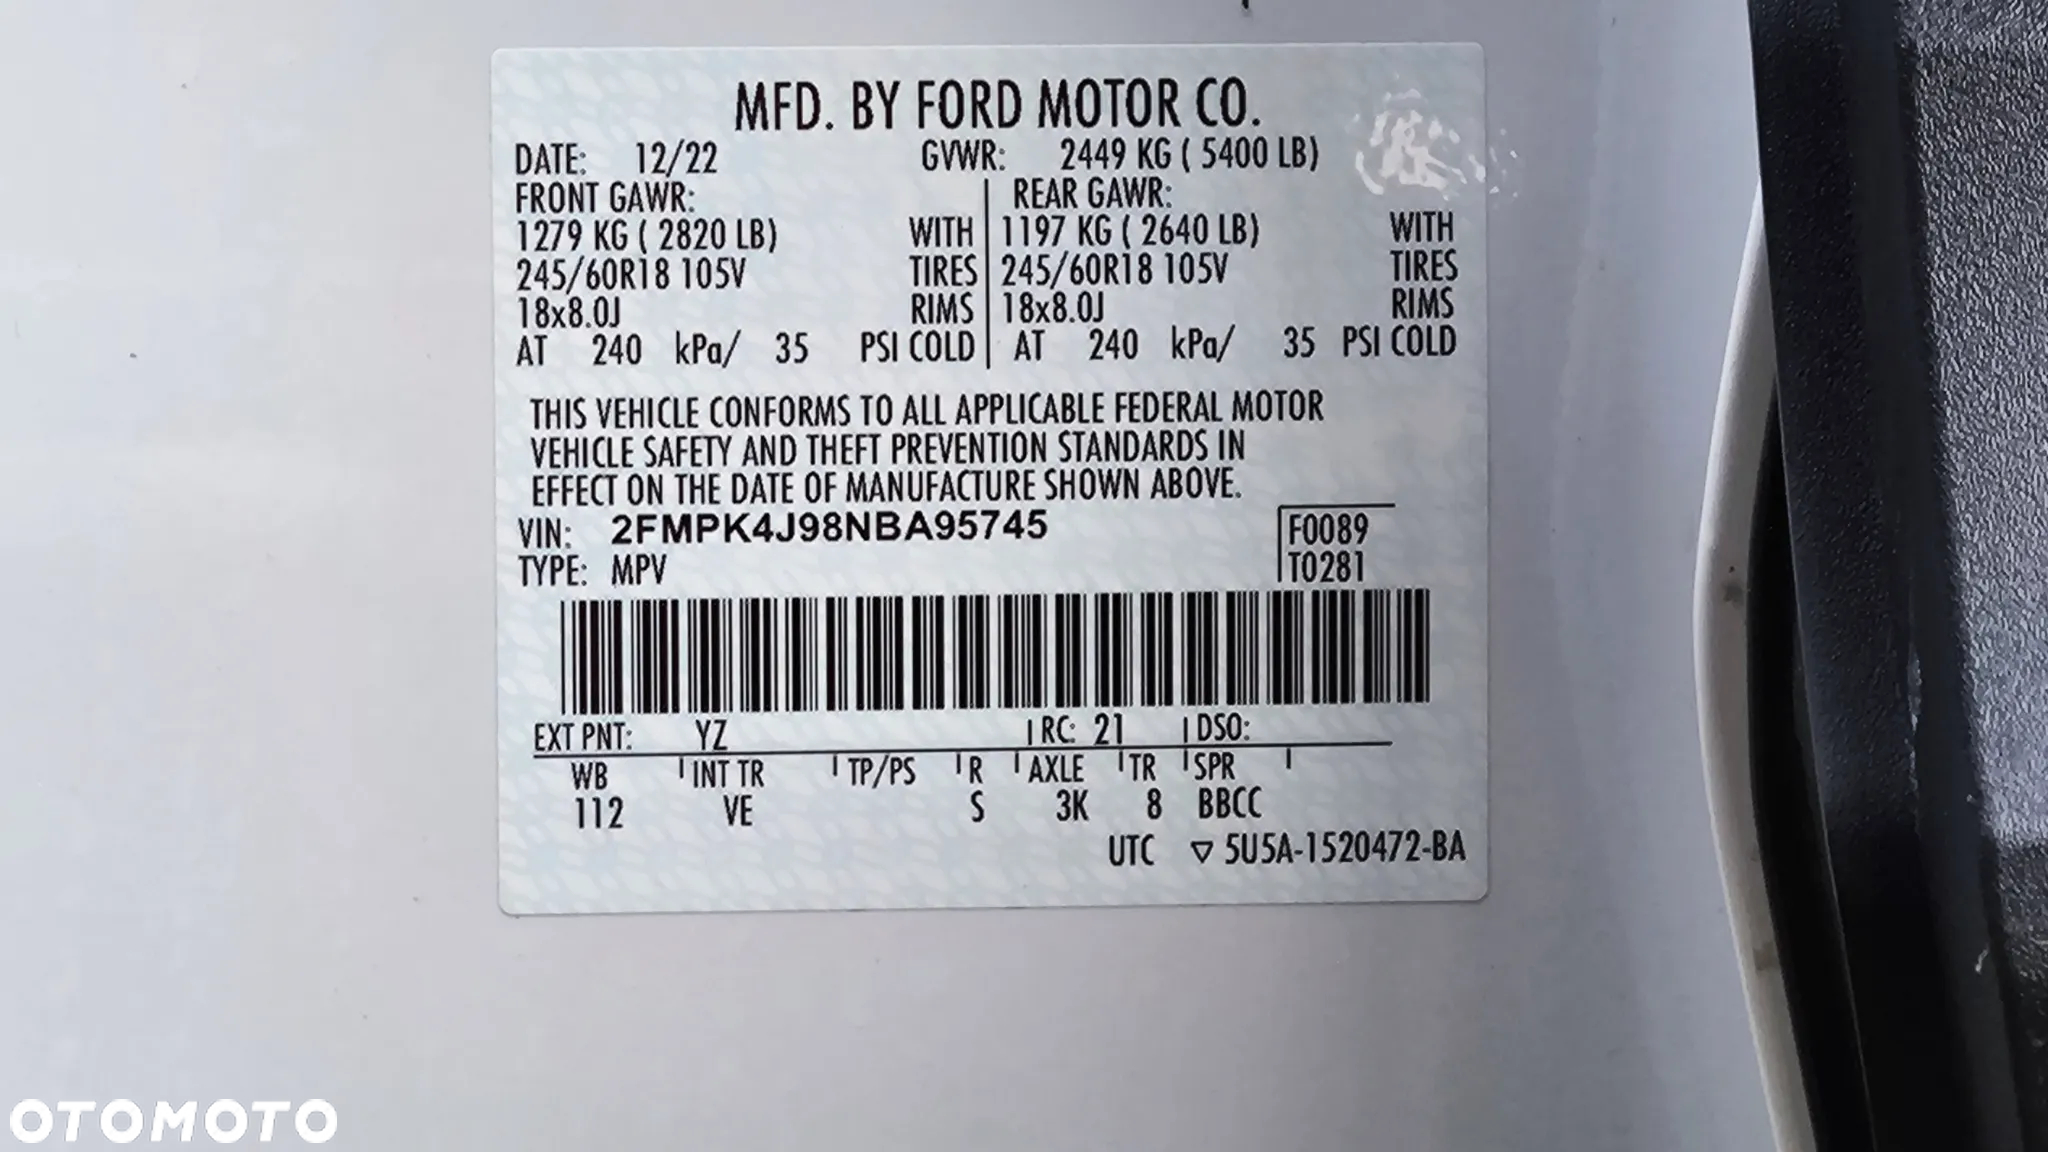 MFD. BY FORD MOTOR CO.
DATE: 12/22 GVWR: 2449 KG ( 5400 LB)
FRONT GAWR: REAR GAWR:
1279 KG ( 2820 LB) WITH 1197 KG ( 2640 LB) WITH
245/60R18 105V TIRES 245/60R18 105V TIRES
18x8.0J RIMS 18x8.0J RIMS
AT 240 kPa/ 35 PSI COLD AT 240 kPa/ 35 PSI COLD
THIS VEHICLE CONFORMS TO ALL APPLICABLE FEDERAL MOTOR
VEHICLE SAFETY AND THEFT PREVENTION STANDARDS IN
EFFECT ON THE DATE OF MANUFACTURE SHOWN ABOVE.
VIN: 2FMPK4J98NBA95745 F0089
TYPE: MPV T0281
EXT PNT: YZ RC: 21 DSO:
WB INT TR TP/PS R AXLE TR SPR
112 VE S 3K 8 BBCC
UTC ▽ 5U5A-1520472-BA
OTOMOTO